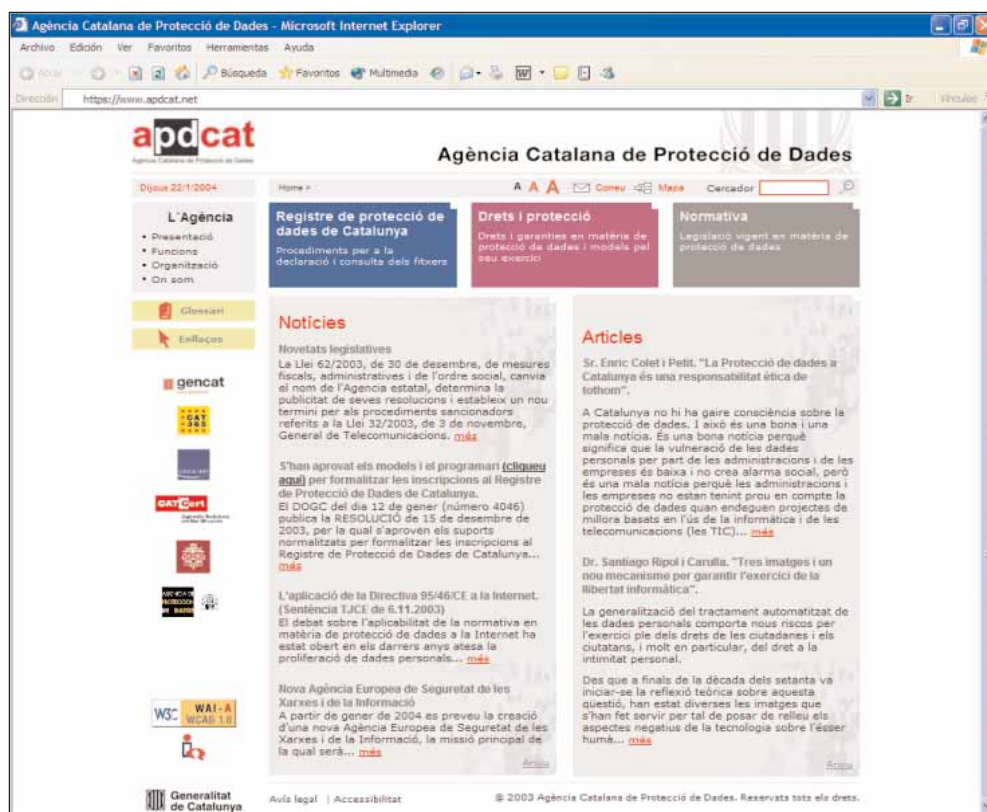 Agència Catalana de Protecció de Dades - Microsoft Internet Explorer
Archivo Edición Ver Favoritos Herramientas Ayuda
Búsqueda Favoritos Multimedia
Dirección https://www.apdcat.net Ir Vínculos
apdcat
Agència Catalana de Protecció de Dades
Agència Catalana de Protecció de Dades
Dijous 22/1/2004
Home >
A A A Correu Mapa Cercador
L´Agència
• Presentació
• Funcions
• Organització
• On som
Glossari
Enllaços
gencat
CAT
365
CATCert
AGÈNCIA DE
PROTECCIÓN
DE DATOS
W3C WAI-A
WCAG 1.0
Generalitat
de Catalunya
Registre de protecció de
dades de Catalunya
Procediments per a la
declaració i consulta dels fitxers
Drets i protecció
Drets i garanties en matèria de
protecció de dades i models pel
seu exercici
Normativa
Legislació vigent en matèria de
protecció de dades
Notícies
Novetats legislatives
La Llei 62/2003, de 30 de desembre, de mesures
fiscals, administratives i de l'ordre social, canvia
el nom de l'Agencia estatal, determina la
publicitat de seves resolucions i estableix un nou
termini per als procediments sancionadors
referits a la Llei 32/2003, de 3 de novembre,
General de Telecomunicacions. més
S'han aprovat els models i el programari (cliqueu
aquí) per formalitzar les inscripcions al Registre
de Protecció de Dades de Catalunya.
El DOGC del dia 12 de gener (número 4046)
publica la RESOLUCIÓ de 15 de desembre de
2003, per la qual s'aproven els suports
normalitzats per formalitzar les inscripcions al
Registre de Protecció de Dades de Catalunya...
més
L'aplicació de la Directiva 95/46/CE a la Internet.
(Sentència TJCE de 6.11.2003)
El debat sobre l'aplicabilitat de la normativa en
matèria de protecció de dades a la Internet ha
estat obert en els darrers anys atesa la
proliferació de dades personals... més
Nova Agència Europea de Seguretat de les
Xarxes i de la Informació
A partir de gener de 2004 es preveu la creació
d'una nova Agència Europea de Seguretat de les
Xarxes i de la Informació, la missió principal de
la qual serà... més
Arxiu
Articles
Sr. Enric Colet i Petit. "La Protecció de dades a
Catalunya és una responsabilitat ètica de
tothom".
A Catalunya no hi ha gaire consciència sobre la
protecció de dades. I això és una bona i una
mala notícia. És una bona notícia perquè
significa que la vulneració de les dades
personals per part de les administracions i de les
empreses és baixa i no crea alarma social, però
és una mala notícia perquè les administracions i
les empreses no estan tenint prou en compte la
protecció de dades quan endeguen projectes de
millora basats en l'ús de la informàtica i de les
telecomunicacions (les TIC)... més
Dr. Santiago Ripol i Carulla. "Tres imatges i un
nou mecanisme per garantir l'exercici de la
llibertat informàtica".
La generalització del tractament automatitzat de
les dades personals comporta nous riscos per
l'exercici ple dels drets de les ciutadanes i els
ciutatans, i molt en particular, del dret a la
intimitat personal.
Des que a finals de la dècada dels setanta va
iniciar-se la reflexió teòrica sobre aquesta
qüestió, han estat diverses les imatges que
s'han fet servir per tal de posar de relleu els
aspectes negatius de la tecnologia sobre l'ésser
humà... més
Arxiu
Avís legal | Accessibilitat
© 2003 Agència Catalana de Protecció de Dades. Reservats tots els drets.